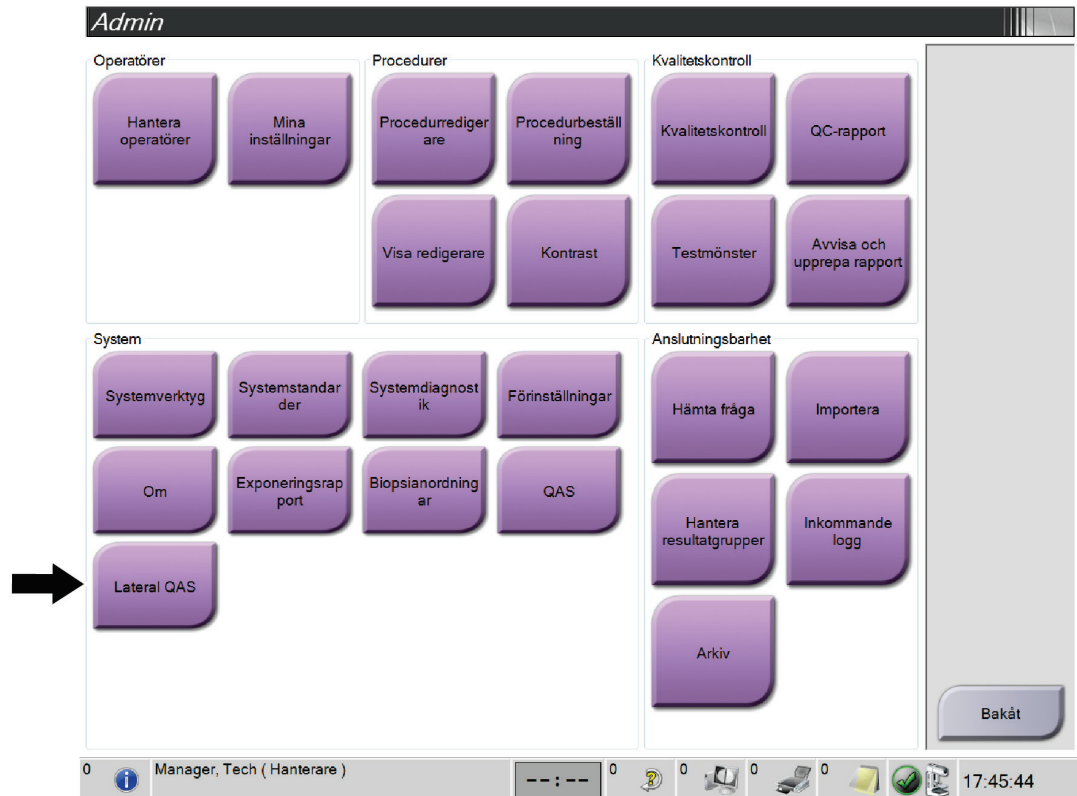 Admin
Operatörer
Hantera
operatörer
Mina
inställningar
Procedurer
Procedurrediger
are
Procedurbeställ
ning
Visa redigerare
Kontrast
Kvalitetskontroll
Kvalitetskontroll
QC-rapport
Testmönster
Avvisa och
upprepa rapport
System
Systemverktyg
Systemstandar
der
Systemdiagnost
ik
Förinställningar
Om
Exponeringsrap
port
Biopsianordning
ar
QAS
Lateral QAS
Anslutningsbarhet
Hämta fråga
Importera
Hantera
resultatgrupper
Inkommande
logg
Arkiv
Bakåt
0
Manager, Tech ( Hanterare )
--:--
0
0
0
0
17:45:44